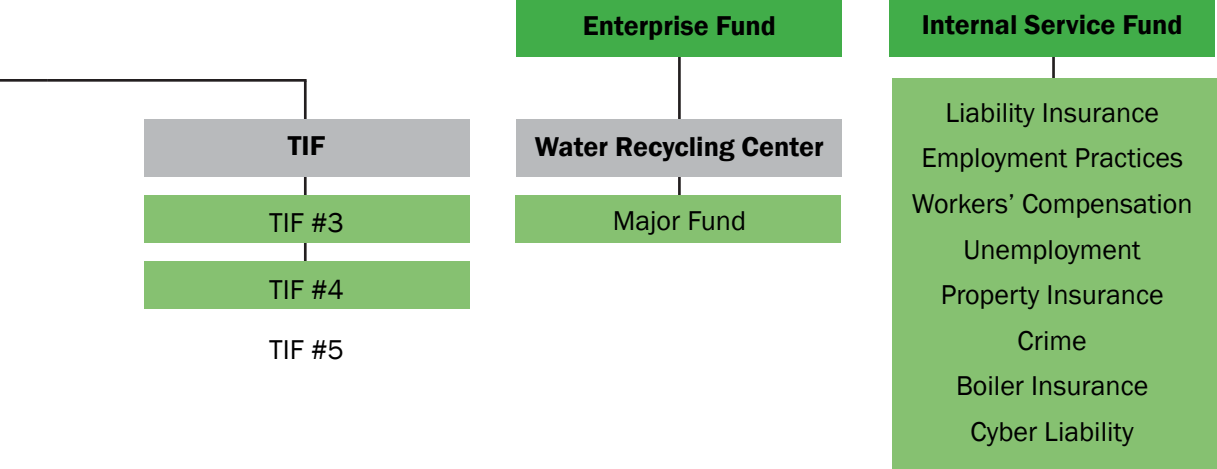 Enterprise Fund
Internal Service Fund
TIF
TIF #3
TIF #4
TIF #5
Water Recycling Center
Major Fund
Liability Insurance
Employment Practices
Workers’ Compensation
Unemployment
Property Insurance
Crime
Boiler Insurance
Cyber Liability